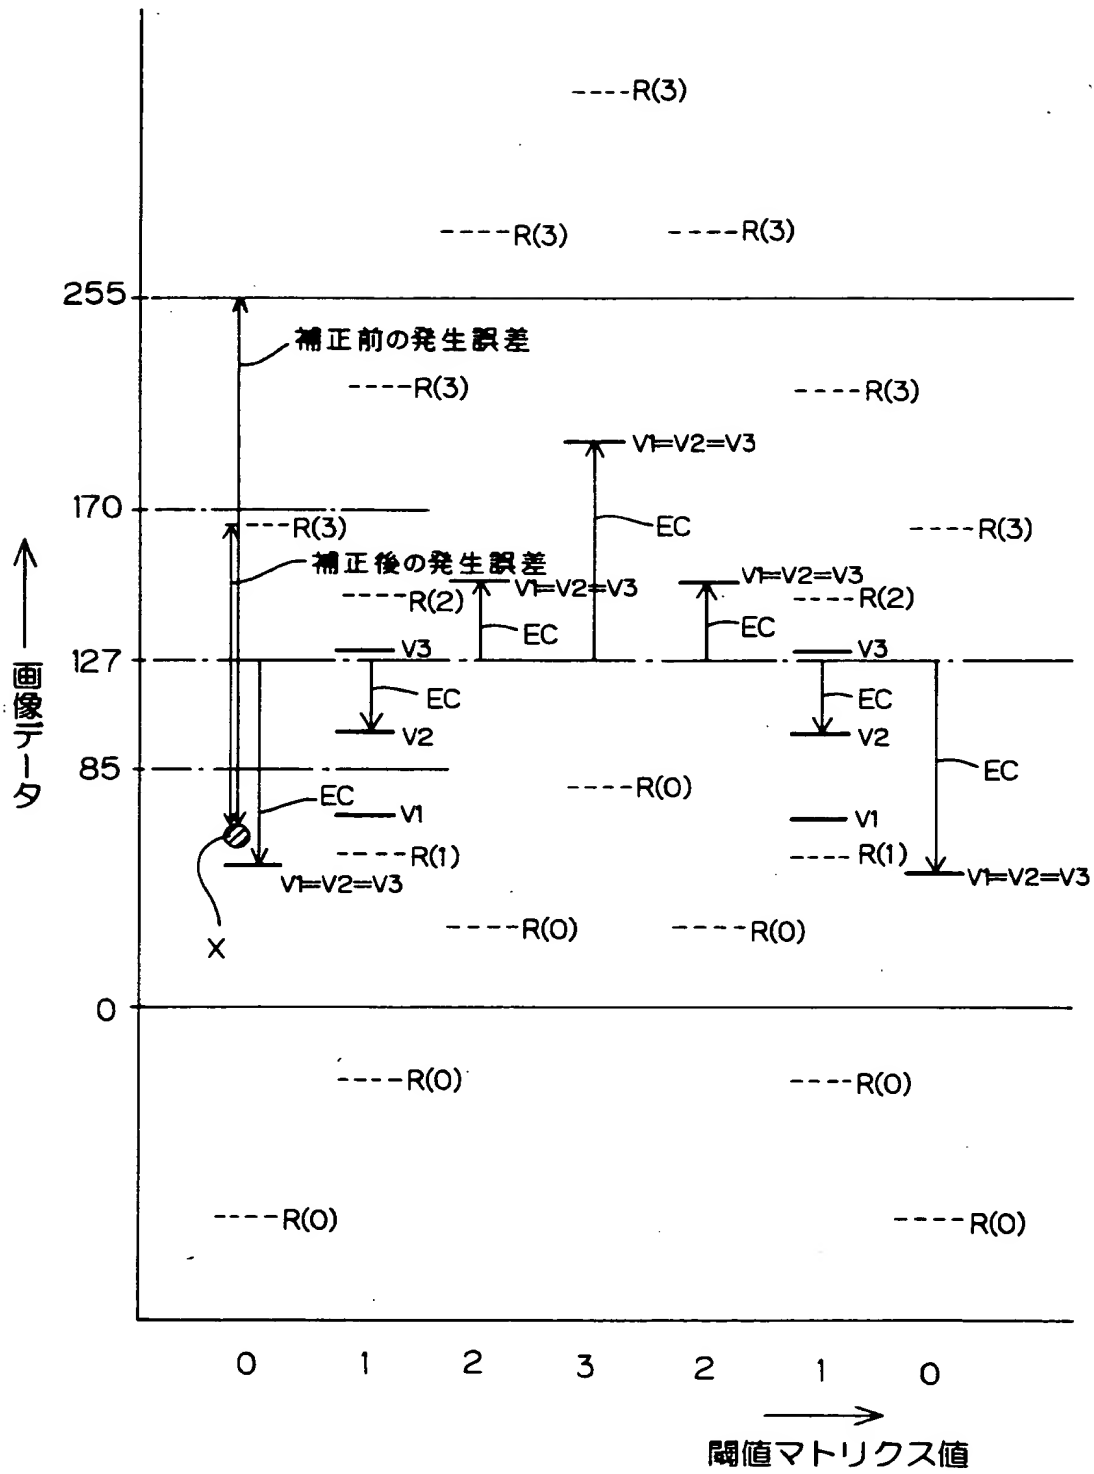 R(3)
R(3)
R(3)
255
補正前の発生誤差
R(3)
R(3)
V1=V2=V3
170
R(3)
EC
R(3)
補正後の発生誤差
V1=V2=V3
V1=V2=V3
R(2)
R(2)
EC
EC
V3
V3
127
EC
EC
V2
V2
85
EC
EC
R(0)
V1
V1
R(1)
R(1)
V1=V2=V3
V1=V2=V3
X
R(0)
R(0)
0
R(0)
R(0)
R(0)
R(0)
画像データ
0 1 2 3 2 1 0
閾値マトリクス値